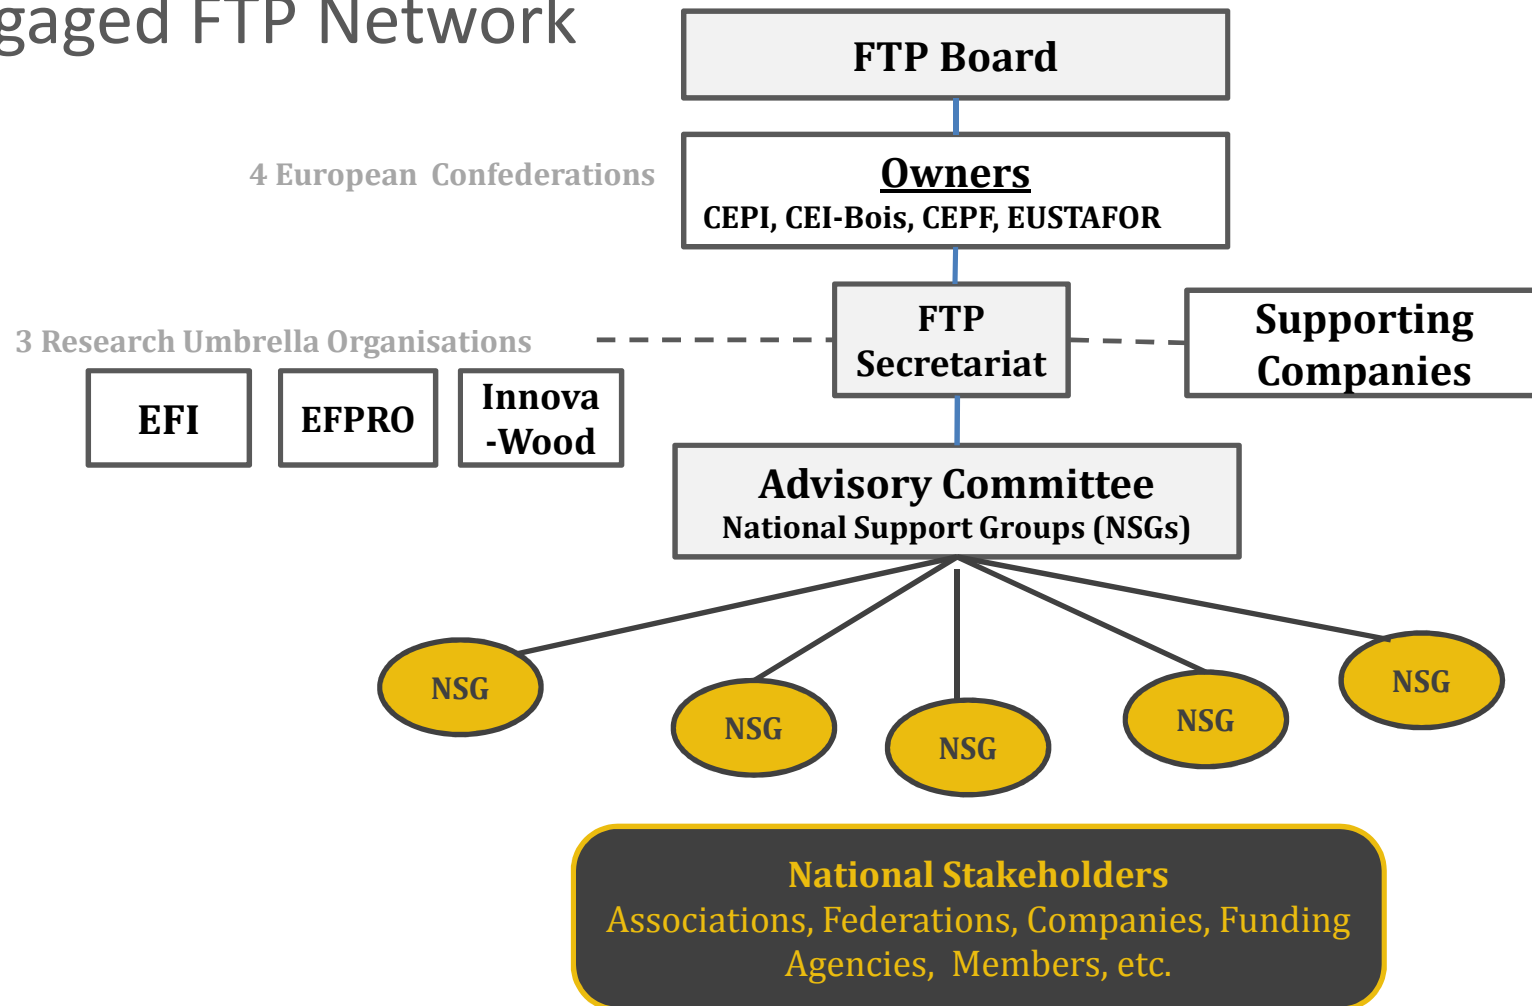 gaged FTP Network
FTP Board
4 European Confederations
Owners
CEPI, CEI-Bois, CEPF, EUSTAFOR
FTP
Secretariat
Supporting
Companies
3 Research Umbrella Organisations
EFI
EFPRO
Innova
-Wood
Advisory Committee
National Support Groups (NSGs)
NSG
NSG
NSG
NSG
NSG
National Stakeholders
Associations, Federations, Companies, Funding
Agencies, Members, etc.